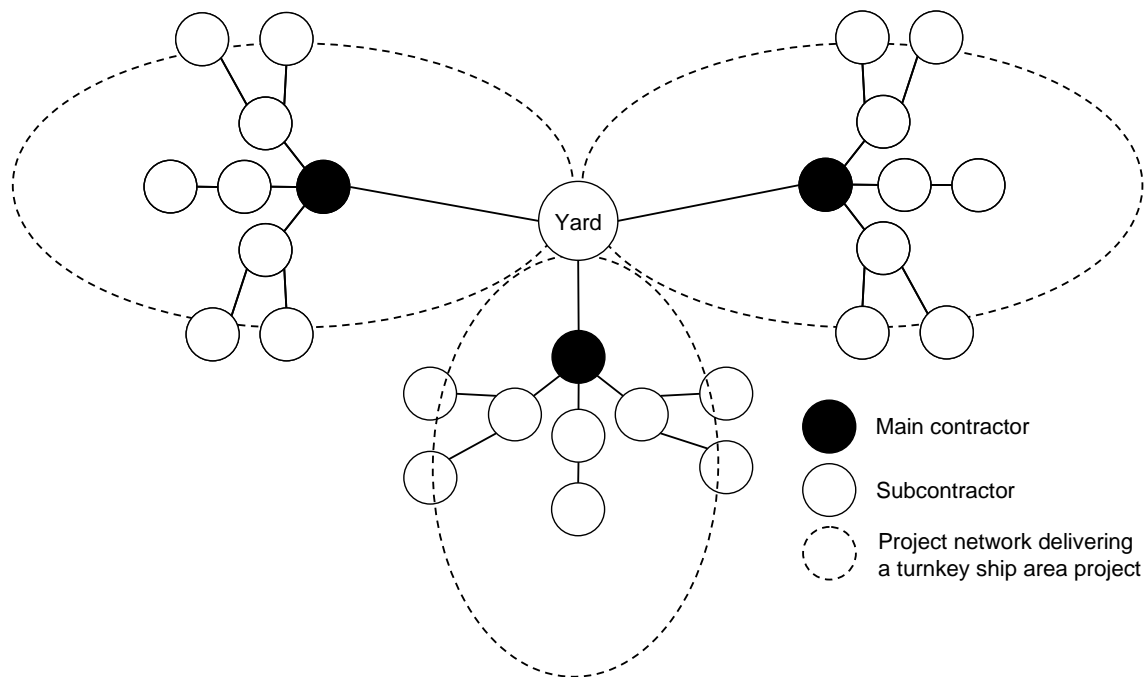 Yard
Main contractor
Subcontractor
Project network delivering
a turnkey ship area project